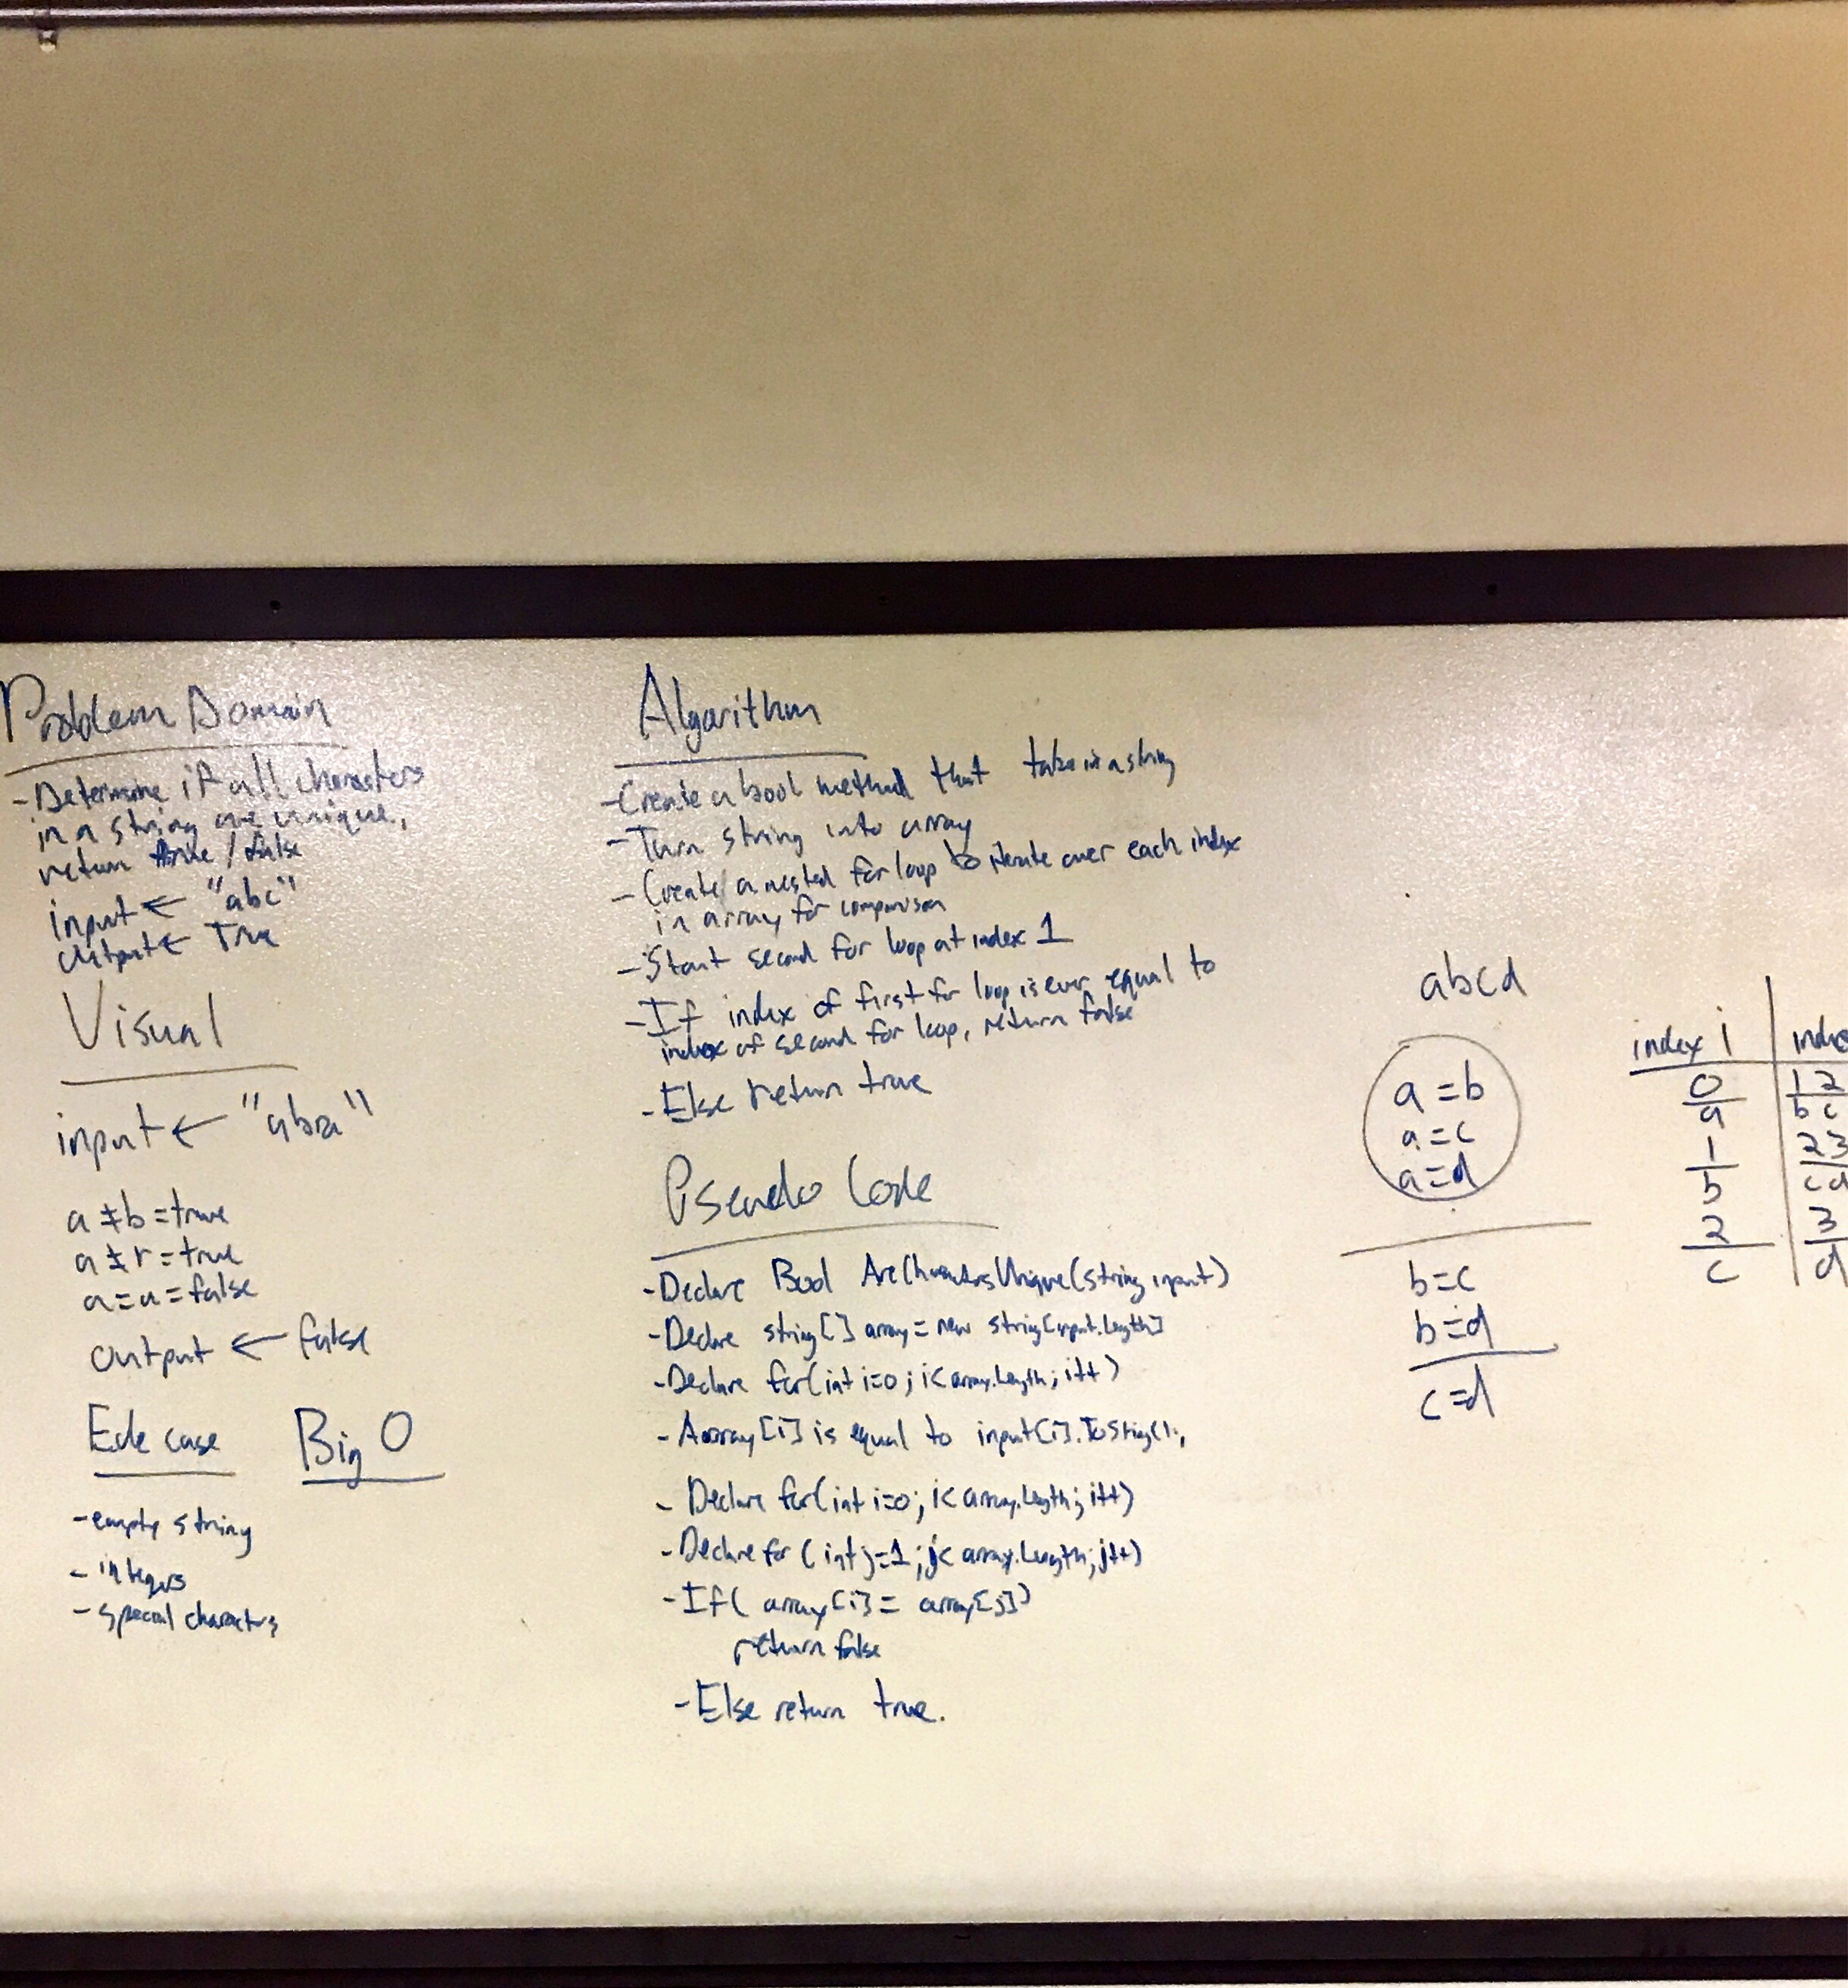 Problem Domain
-Determine if all characters
in a string are unique,
return true / false
input ← "abc"
output ← True
Visual
input ← "abra"
a ≠ b = true
a ≠ r = true
a = a = false
output ← false
Ede case
-empty string
- integers
- special characters
Big O
Algorithm
-Create a bool method that take in a string
-Turn string into array
- Create a nested for loop to iterate over each index
in array for comparison
-Start second for loop at index 1
-If index of first for loop is ever equal to
index of second for loop, return false
-Else return true
Pseudo Code
-Declare Bool (string input)
-Declare string[] array = new string[input.Length]
-Declare for(int i=0; i<array.Length; i++)
- Array[i] is equal to input[i].ToString();
- Declare for(int i=0; i<array.Length; i++)
-Declare for (int j=1; j<array.Length; j++)
-If( array[i] = array[j])
return false
-Else return true.
abcd
a = b
a = c
a = d
b = c
b = d
c = d
index i | inde
0 | 1 2
a | b c
1 | 2 3
b | c d
2 | 3
c | d